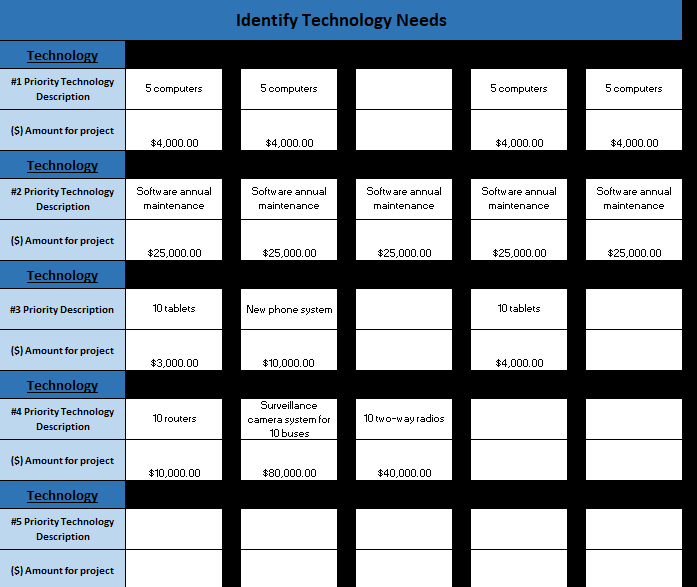 Identify Technology Needs
Technology
#1 Priority Technology
Description
5 computers
5 computers
5 computers
5 computers
($) Amount for project
$4,000.00
$4,000.00
$4,000.00
$4,000.00
Technology
#2 Priority Technology
Description
Software annual
maintenance
Software annual
maintenance
Software annual
maintenance
Software annual
maintenance
Software annual
maintenance
($) Amount for project
$25,000.00
$25,000.00
$25,000.00
$25,000.00
$25,000.00
Technology
#3 Priority Description
10 tablets
New phone system
10 tablets
($) Amount for project
$3,000.00
$10,000.00
$4,000.00
Technology
#4 Priority Technology
Description
10 routers
Surveillance
camera system for
10 buses
10 two-way radios
($) Amount for project
$10,000.00
$80,000.00
$40,000.00
Technology
#5 Priority Technology
Description
($) Amount for project